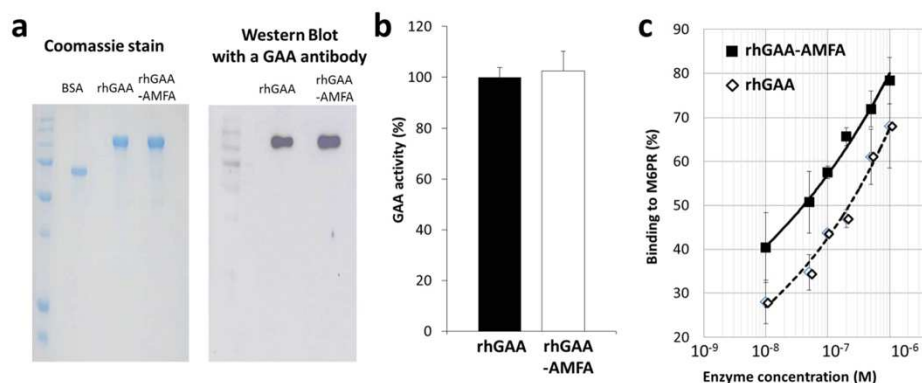 a
Coomassie stain
BSA rhGAA rhGAA
-AMFA
Western Blot
with a GAA antibody
rhGAA rhGAA
-AMFA
b
GAA activity (%)
120
100
80
60
40
20
0
rhGAA rhGAA
-AMFA
c
rhGAA-AMFA
rhGAA
Binding to M6PR (%)
90
80
70
60
50
40
30
20
10-9 10-8 10-7 10-6
Enzyme concentration (M)